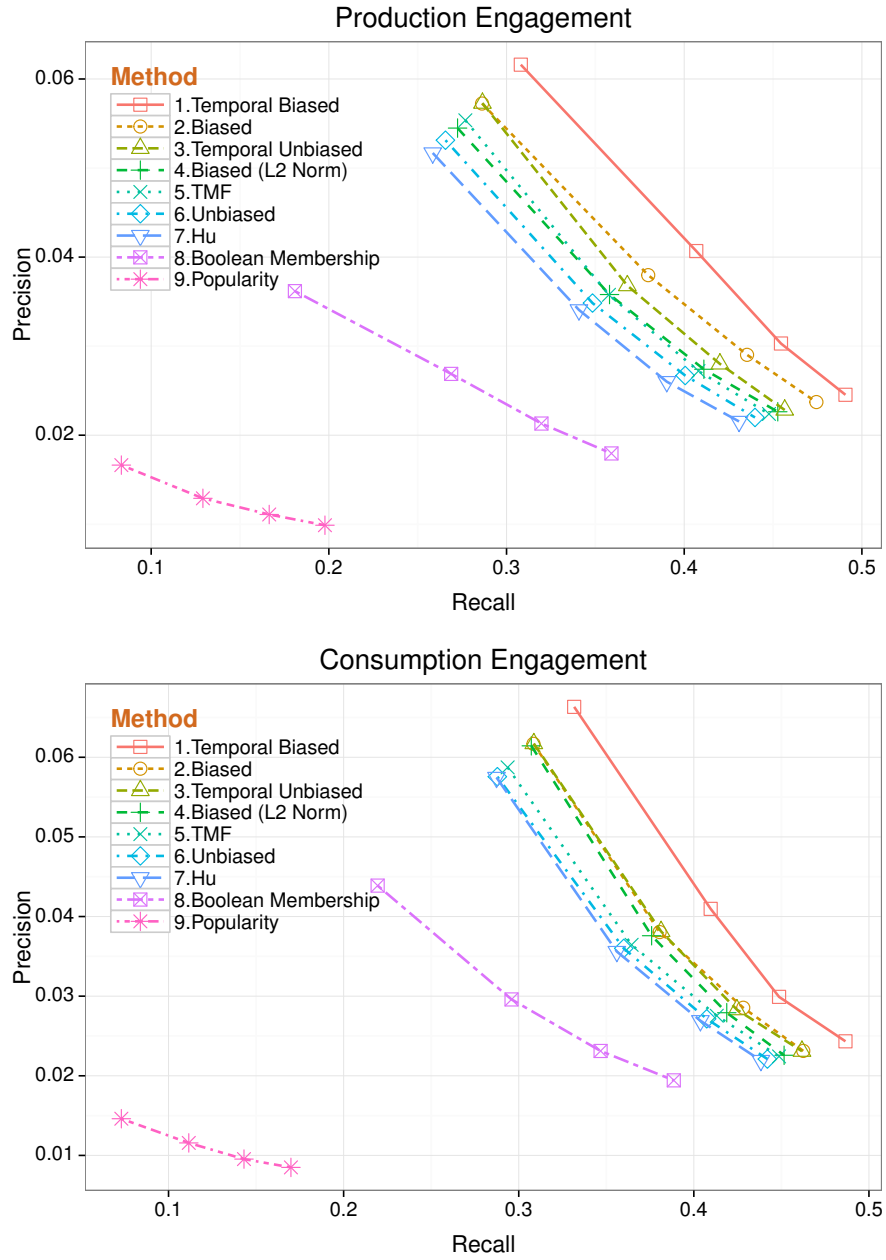 Production Engagement
Precision
0.06
0.04
0.02
Method
1.Temporal Biased
2.Biased
3.Temporal Unbiased
4.Biased (L2 Norm)
5.TMF
6.Unbiased
7.Hu
8.Boolean Membership
9.Popularity
0.1 0.2 0.3 0.4 0.5
Recall
Consumption Engagement
Precision
0.06
0.05
0.04
0.03
0.02
0.01
Method
1.Temporal Biased
2.Biased
3.Temporal Unbiased
4.Biased (L2 Norm)
5.TMF
6.Unbiased
7.Hu
8.Boolean Membership
9.Popularity
0.1 0.2 0.3 0.4 0.5
Recall